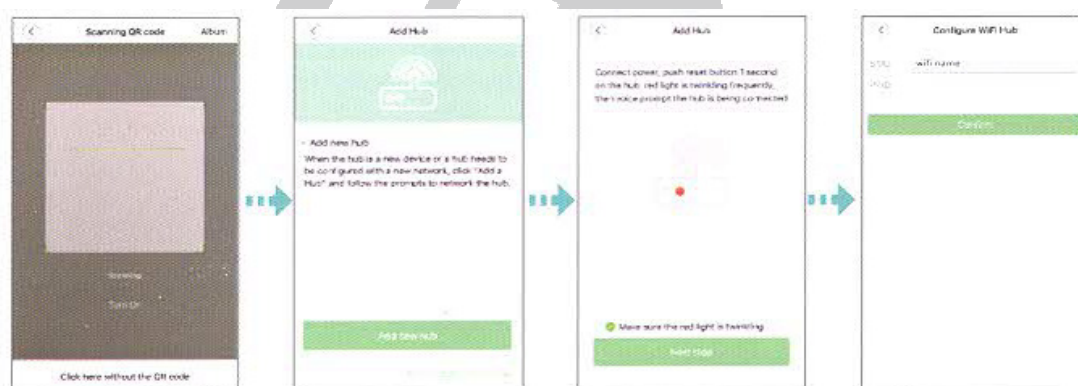 Scanning QR code Album
Scanning
Turn On
Click here without the QR code
Add Hub
- Add new hub
When the hub is a new device or a hub needs to
be configured with a new network, click "Add a
Hub" and follow the prompts to network the hub.
Add new hub
Add Hub
Connect power, push reset button 1 second
on the hub, red light is twinkling frequently,
then voice prompt the hub is being connected
Make sure the red light is twinkling
Next step
Configure WiFi Hub
SSID wifi name
Confirm